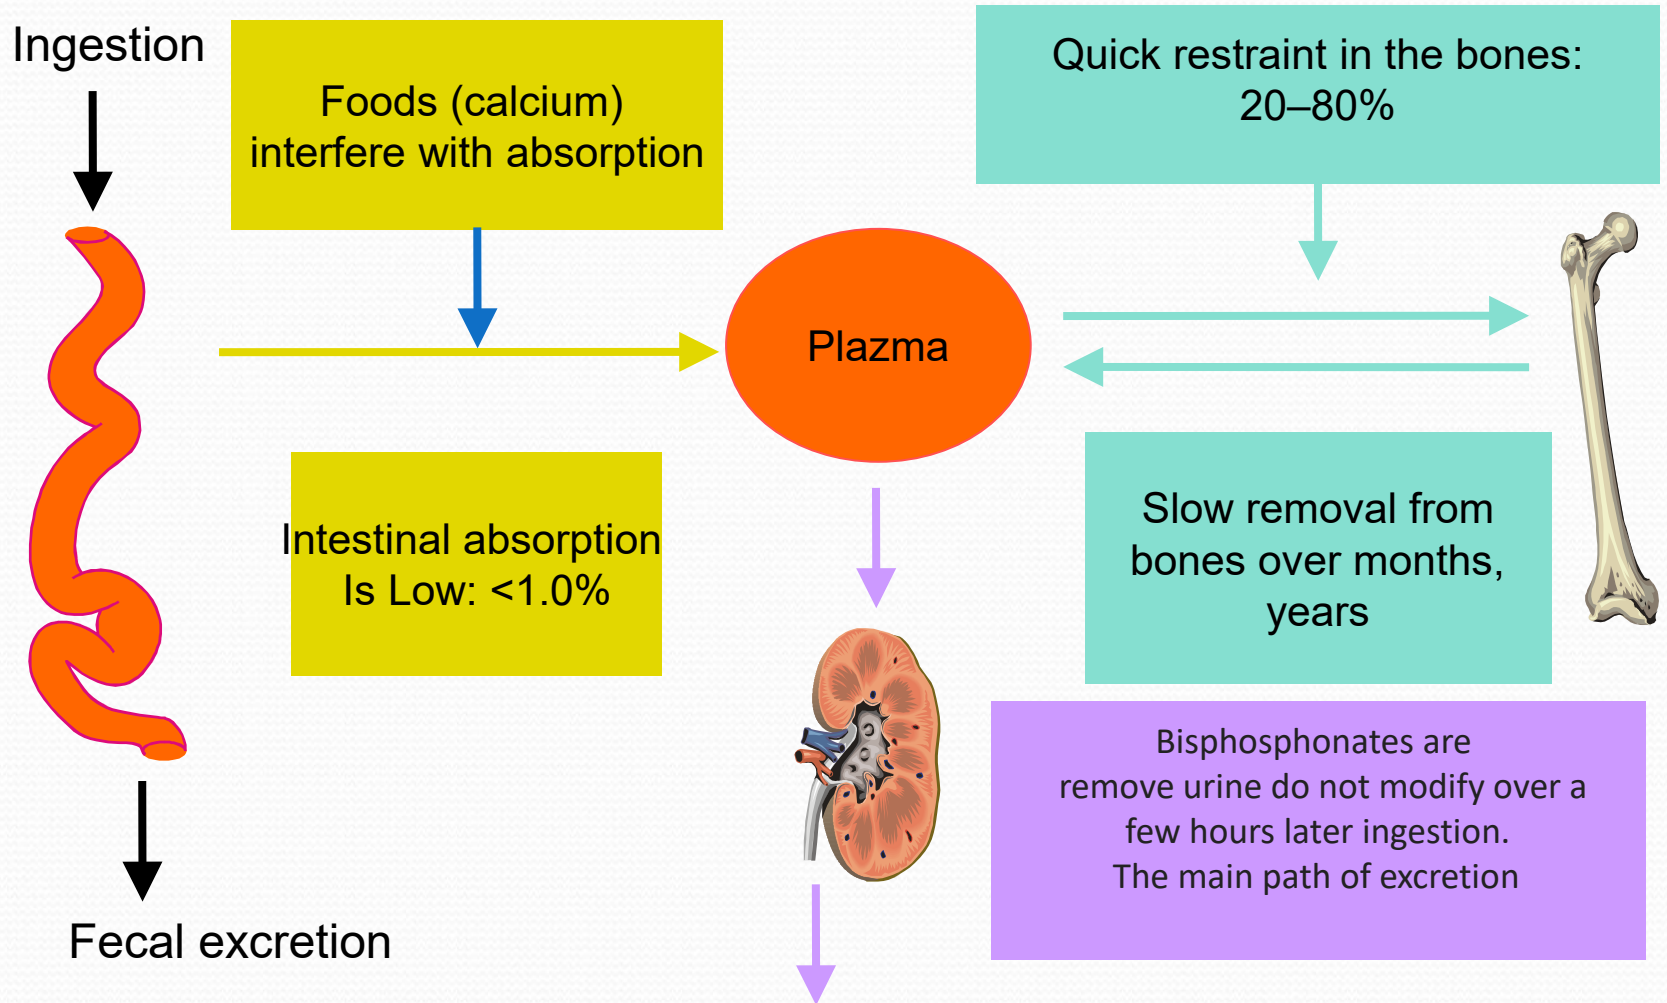 Ingestion
Foods (calcium)
interfere with absorption
Quick restraint in the bones:
20–80%
Plazma
Intestinal absorption
Is Low: <1.0%
Slow removal from
bones over months,
years
Bisphosphonates are
remove urine do not modify over a
few hours later ingestion.
The main path of excretion
Fecal excretion